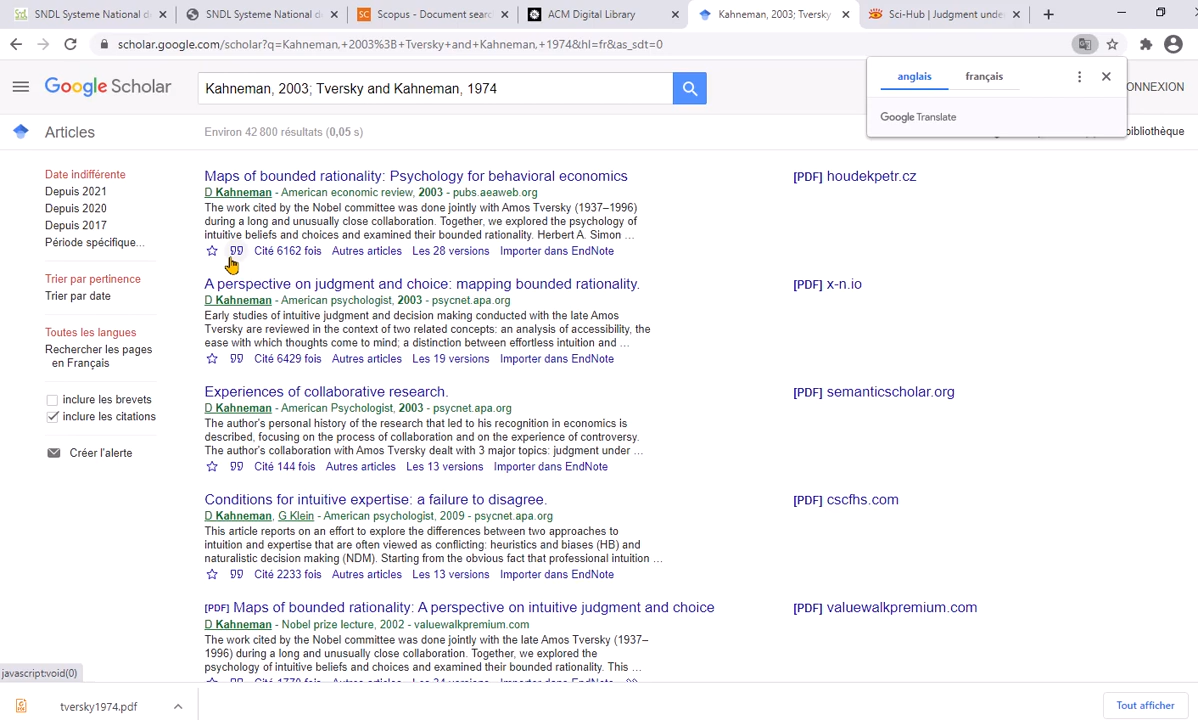 SNDL Systeme National d
SNDL Systeme National d
Scopus - Document searc
ACM Digital Library
Kahneman, 2003; Tversky
Sci-Hub | Judgment unde
scholar.google.com/scholar?q=Kahneman,+2003%3B+Tversky+and+Kahneman,+1974&hl=fr&as_sdt=0
anglais français
Google Translate
Google Scholar
Kahneman, 2003; Tversky and Kahneman, 1974
ONNEXION
Articles
Environ 42 800 résultats (0,05 s)
ibliothèque
Date indifférente
Depuis 2021
Depuis 2020
Depuis 2017
Période spécifique...
Trier par pertinence
Trier par date
Toutes les langues
Rechercher les pages
en Français
inclure les brevets
inclure les citations
Créer l'alerte
Maps of bounded rationality: Psychology for behavioral economics
D Kahneman - American economic review, 2003 - pubs.aeaweb.org
The work cited by the Nobel committee was done jointly with Amos Tversky (1937–1996)
during a long and unusually close collaboration. Together, we explored the psychology of
intuitive beliefs and choices and examined their bounded rationality. Herbert A. Simon ...
Cité 6162 fois Autres articles Les 28 versions Importer dans EndNote
[PDF] houdekpetr.cz
A perspective on judgment and choice: mapping bounded rationality.
D Kahneman - American psychologist, 2003 - psycnet.apa.org
Early studies of intuitive judgment and decision making conducted with the late Amos
Tversky are reviewed in the context of two related concepts: an analysis of accessibility, the
ease with which thoughts come to mind; a distinction between effortless intuition and ...
Cité 6429 fois Autres articles Les 19 versions Importer dans EndNote
[PDF] x-n.io
Experiences of collaborative research.
D Kahneman - American Psychologist, 2003 - psycnet.apa.org
The author's personal history of the research that led to his recognition in economics is
described, focusing on the process of collaboration and on the experience of controversy.
The author's collaboration with Amos Tversky dealt with 3 major topics: judgment under ...
Cité 144 fois Autres articles Les 13 versions Importer dans EndNote
[PDF] semanticscholar.org
Conditions for intuitive expertise: a failure to disagree.
D Kahneman, G Klein - American psychologist, 2009 - psycnet.apa.org
This article reports on an effort to explore the differences between two approaches to
intuition and expertise that are often viewed as conflicting: heuristics and biases (HB) and
naturalistic decision making (NDM). Starting from the obvious fact that professional intuition ...
Cité 2233 fois Autres articles Les 13 versions Importer dans EndNote
[PDF] cscfhs.com
[PDF] Maps of bounded rationality: A perspective on intuitive judgment and choice
D Kahneman - Nobel prize lecture, 2002 - valuewalkpremium.com
The work cited by the Nobel committee was done jointly with the late Amos Tversky (1937–
1996) during a long and unusually close collaboration. Together, we explored the
psychology of intuitive beliefs and choices and examined their bounded rationality. This ...
[PDF] valuewalkpremium.com
javascript:void(0)
tversky1974.pdf
Tout afficher